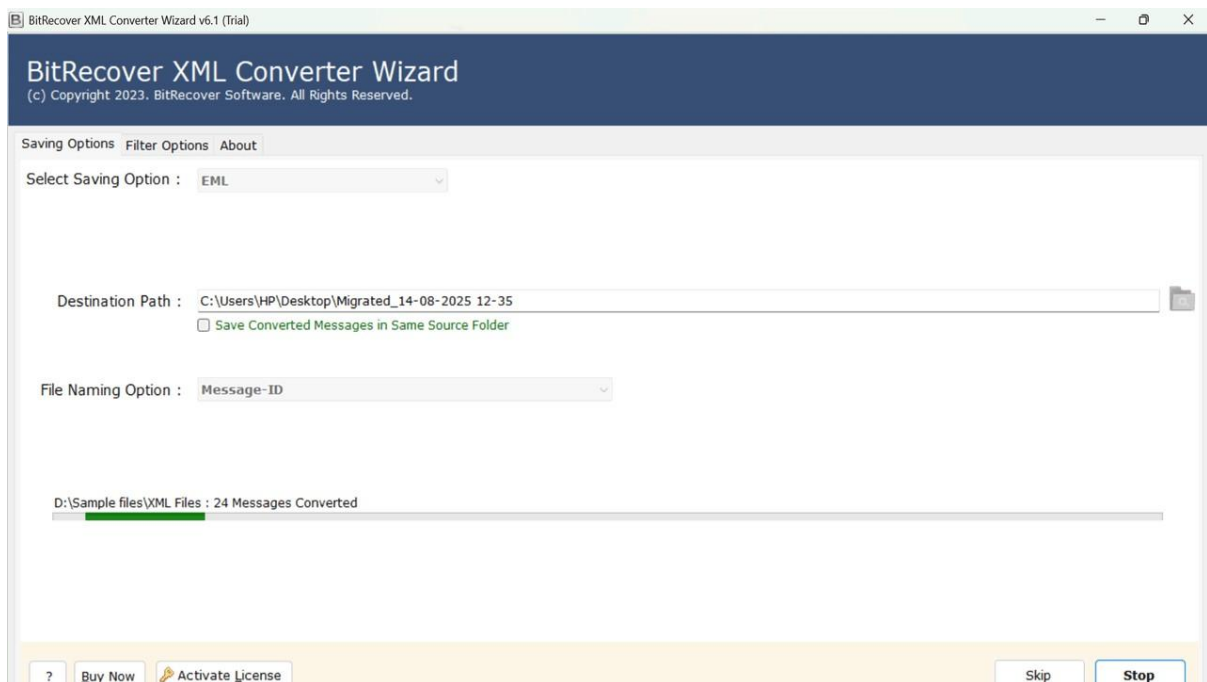 BitRecover XML Converter Wizard v6.1 (Trial)
BitRecover XML Converter Wizard
(c) Copyright 2023. BitRecover Software. All Rights Reserved.
Saving Options Filter Options About
Select Saving Option : EML
Destination Path : C:\Users\HP\Desktop\Migrated_14-08-2025 12-35
Save Converted Messages in Same Source Folder
File Naming Option : Message-ID
D:\Sample files\XML Files : 24 Messages Converted
? Buy Now Activate License Skip Stop